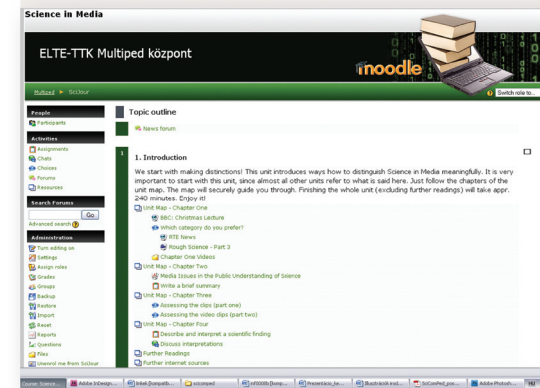 Science in Media
ELTE-TTK Multiped központ
moodle
Multiped ► SciJour
Switch role to...
People
Participants
Activities
Assignments
Chats
Choices
Forums
Resources
Search Forums
Go
Advanced search
Administration
Turn editing on
Settings
Assign roles
Grades
Groups
Backup
Restore
Import
Reset
Reports
Questions
Files
Unenrol me from SciJour
Topic outline
News forum
1
1. Introduction
We start with making distinctions! This unit introduces ways how to distinguish Science in Media meaningfully. It is very
important to start with this unit, since almost all other units refer to what is said here. Just follow the chapters of the
unit map. The map will securely guide you through. Finishing the whole unit (excluding further readings) will take appr.
240 minutes. Enjoy it!
Unit Map - Chapter One
BBC: Christmas Lecture
Which category do you prefer?
RTE News
Rough Science - Part 3
Chapter One Videos
Unit Map - Chapter Two
Media Issues in the Public Understanding of Science
Write a brief summary
Unit Map - Chapter Three
Assessing the clips (part one)
Assessing the video clips (part two)
Unit Map - Chapter Four
Describe and interpret a scientific finding
Discuss interpretations
Further Readings
Further internet sources
Course: Science...
Adobe InDesign...
scicomped
Adobe Photosh...
HU